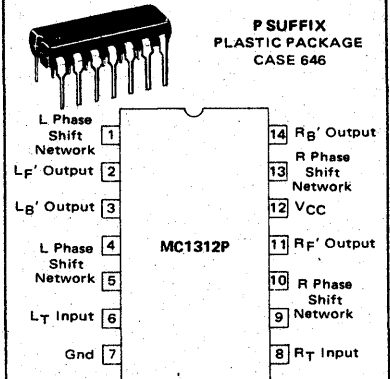 P SUFFIX
PLASTIC PACKAGE
CASE 646
L Phase
Shift
Network
1
LF' Output 2
LB' Output 3
L Phase
Shift
Network
4
5
LT Input 6
Gnd 7
MC1312P
14 RB' Output
13
R Phase
Shift
Network
12 VCC
11 RF' Output
10
9
R Phase
Shift
Network
8 RT Input